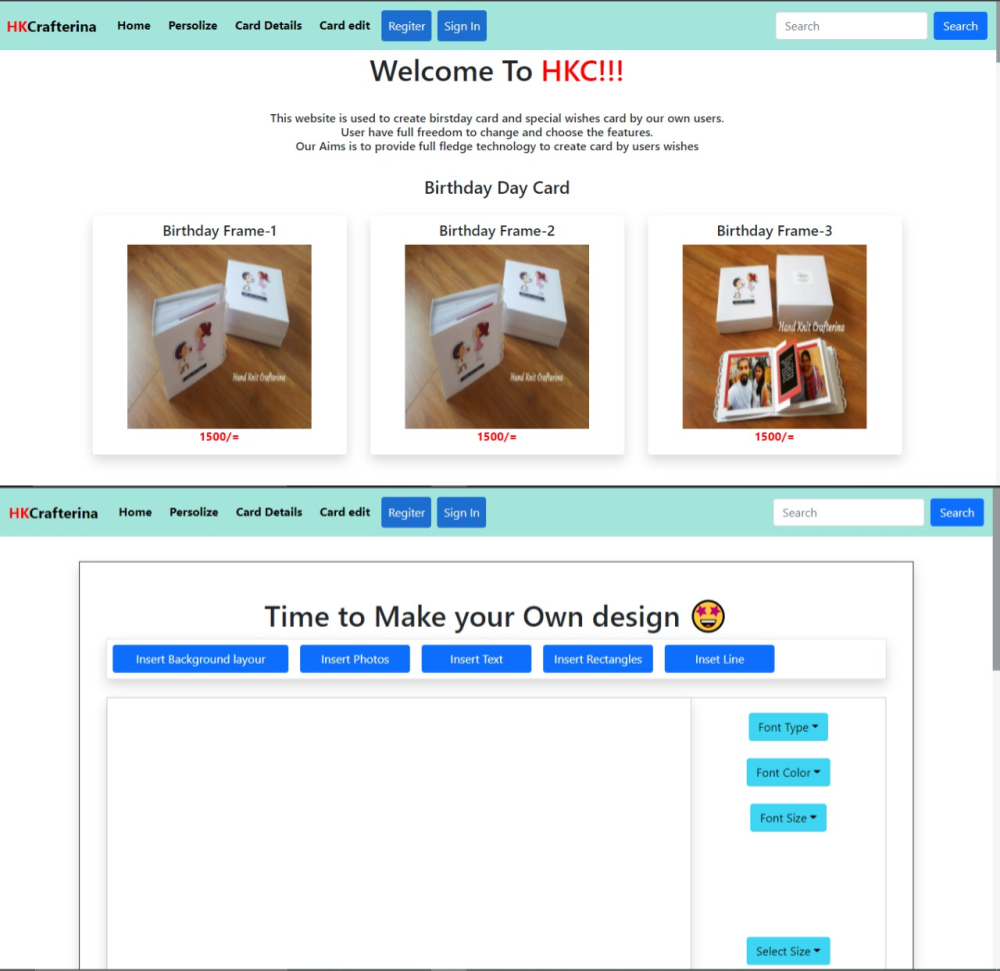 HKCrafterina Home Persolize Card Details Card edit Regiter Sign In Search Search
Welcome To HKC!!!
This website is used to create birstday card and special wishes card by our own users.
User have full freedom to change and choose the features.
Our Aims is to provide full fledge technology to create card by users wishes
Birthday Day Card
Birthday Frame-1 Birthday Frame-2 Birthday Frame-3
Hand Knit Crafterina Hand Knit Crafterina Hand Knit Crafterina
1500/= 1500/= 1500/=
HKCrafterina Home Persolize Card Details Card edit Regiter Sign In Search Search
Time to Make your Own design 🤩
Insert Background layour Insert Photos Insert Text Insert Rectangles Inset Line
Font Type
Font Color
Font Size
Select Size